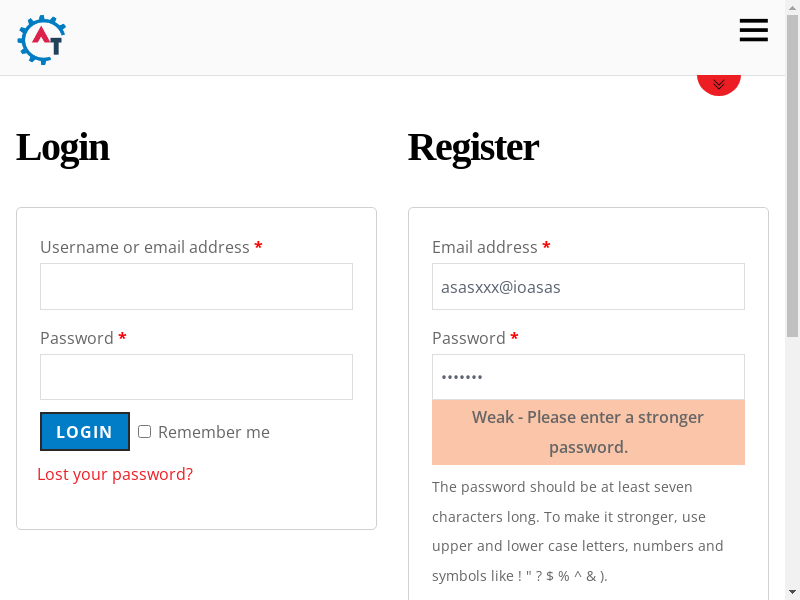 AT
Login
Register
Username or email address *
Password *
LOGIN
Remember me
Lost your password?
Email address *
asasxxx@ioasas
Password *
•••••••
Weak - Please enter a stronger
password.
The password should be at least seven
characters long. To make it stronger, use
upper and lower case letters, numbers and
symbols like ! " ? $ % ^ & ).